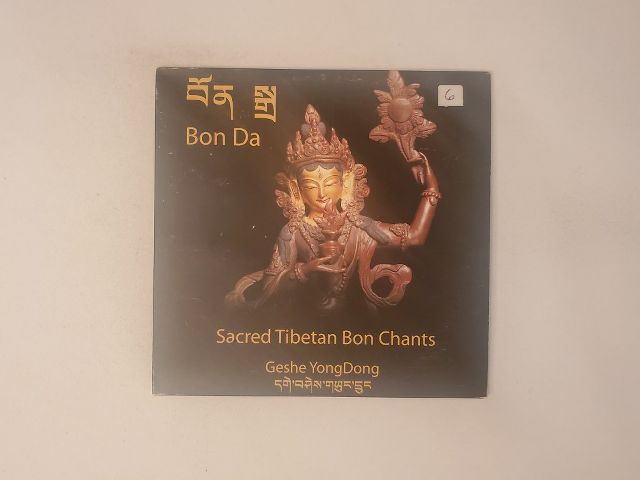 བོན་ སྒྲ
6
Bon Da
Sacred Tibetan Bon Chants
Geshe YongDong
དགེ་བཤེས་གཡུང་དྲུང